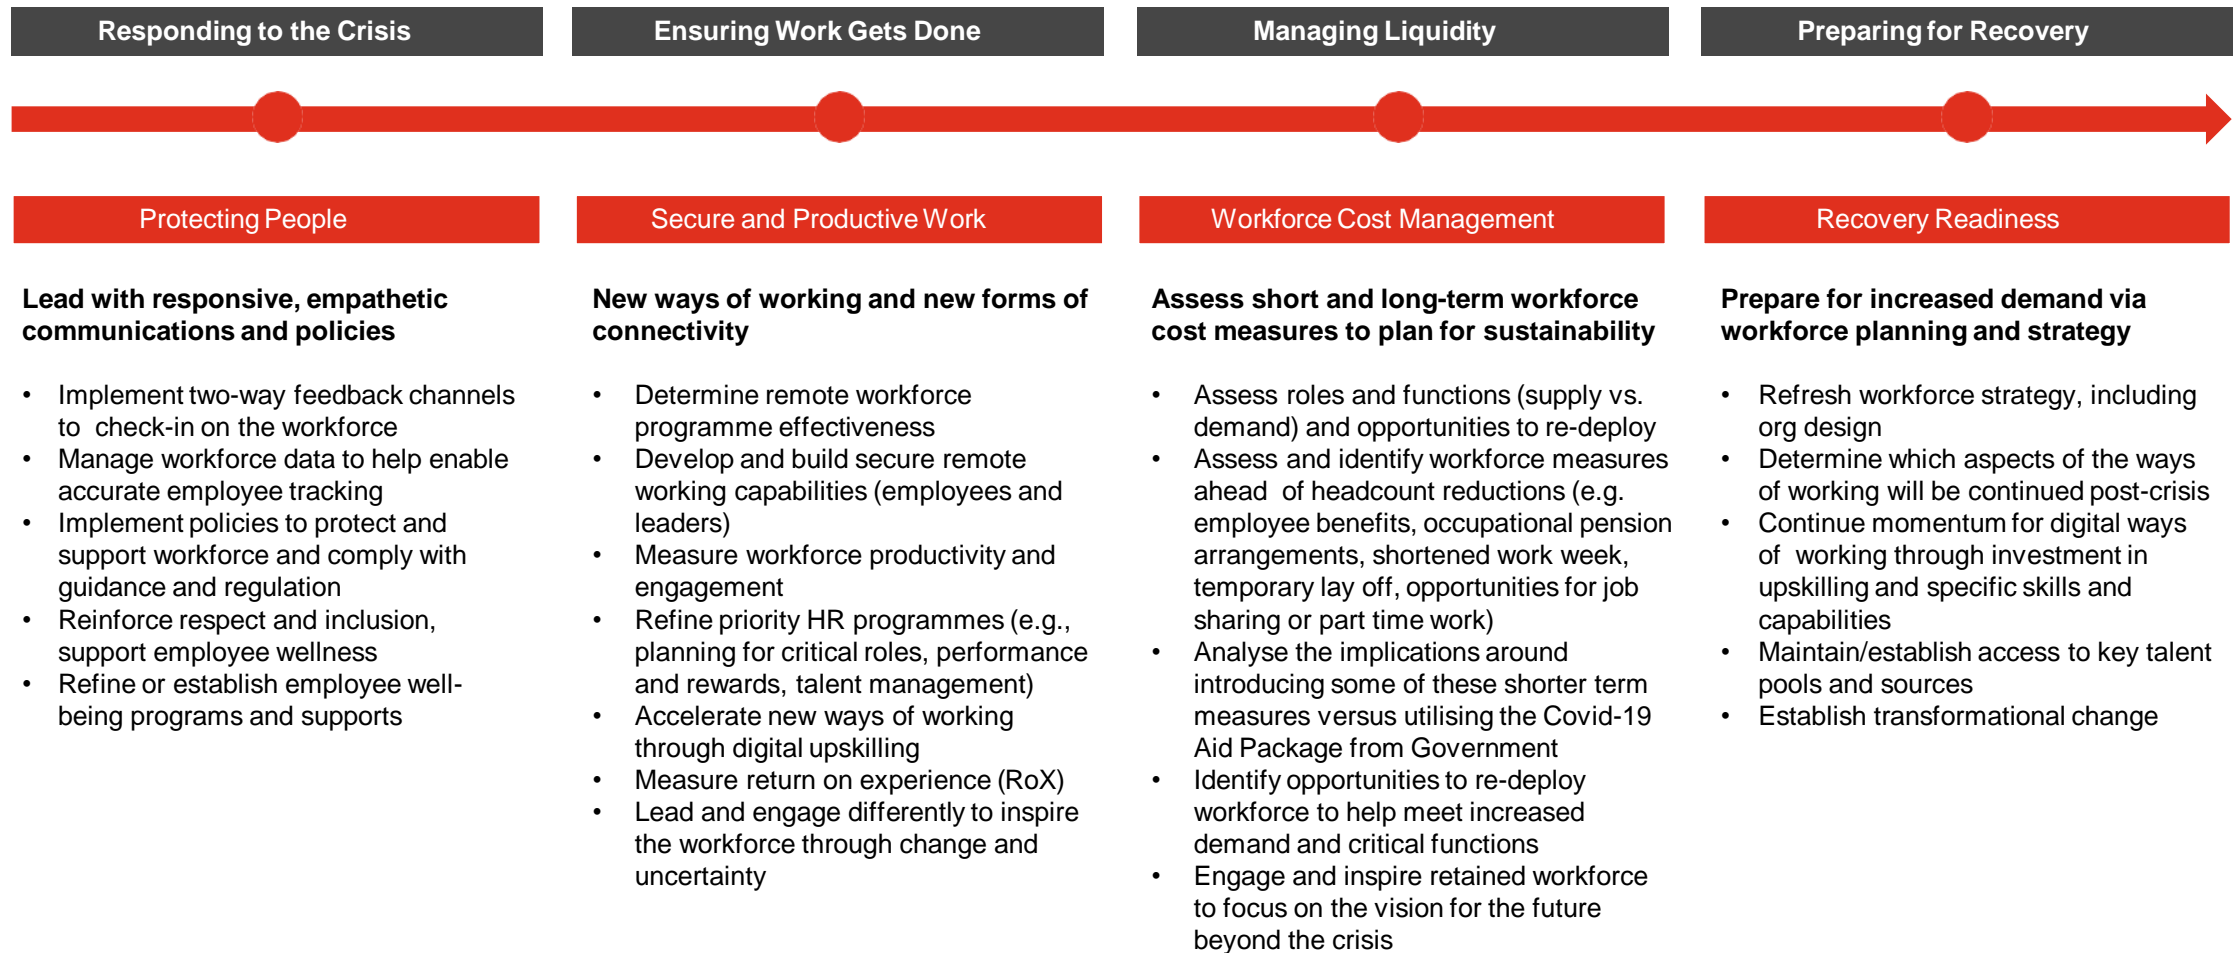 Responding to the Crisis
Ensuring Work Gets Done
Managing Liquidity
Preparing for Recovery
Protecting People
Secure and Productive Work
Workforce Cost Management
Recovery Readiness
Lead with responsive, empathetic
communications and policies
• Implement two-way feedback channels
to check-in on the workforce
• Manage workforce data to help enable
accurate employee tracking
• Implement policies to protect and
support workforce and comply with
guidance and regulation
• Reinforce respect and inclusion,
support employee wellness
• Refine or establish employee well-
being programs and supports
New ways of working and new forms of
connectivity
• Determine remote workforce
programme effectiveness
• Develop and build secure remote
working capabilities (employees and
leaders)
• Measure workforce productivity and
engagement
• Refine priority HR programmes (e.g.,
planning for critical roles, performance
and rewards, talent management)
• Accelerate new ways of working
through digital upskilling
• Measure return on experience (RoX)
• Lead and engage differently to inspire
the workforce through change and
uncertainty
Assess short and long-term workforce
cost measures to plan for sustainability
• Assess roles and functions (supply vs.
demand) and opportunities to re-deploy
• Assess and identify workforce measures
ahead of headcount reductions (e.g.
employee benefits, occupational pension
arrangements, shortened work week,
temporary lay off, opportunities for job
sharing or part time work)
• Analyse the implications around
introducing some of these shorter term
measures versus utilising the Covid-19
Aid Package from Government
• Identify opportunities to re-deploy
workforce to help meet increased
demand and critical functions
• Engage and inspire retained workforce
to focus on the vision for the future
beyond the crisis
Prepare for increased demand via
workforce planning and strategy
• Refresh workforce strategy, including
org design
• Determine which aspects of the ways
of working will be continued post-crisis
• Continue momentum for digital ways
of working through investment in
upskilling and specific skills and
capabilities
• Maintain/establish access to key talent
pools and sources
• Establish transformational change